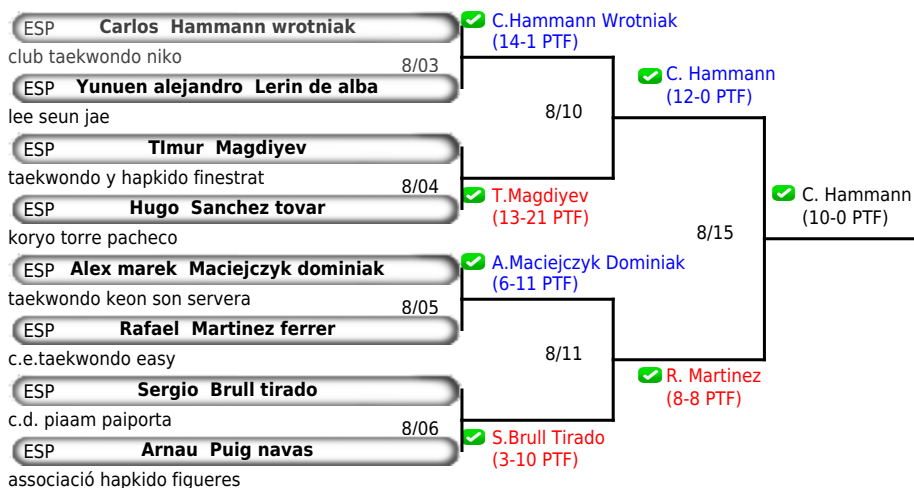 ESP Carlos Hammann wrotniak
club taekwondo niko
8/03
ESP Yunuen alejandro Lerin de alba
lee seun jae
ESP TImur Magdiyev
taekwondo y hapkido finestrat
8/04
ESP Hugo Sanchez tovar
koryo torre pacheco
ESP Alex marek Maciejczyk dominiak
taekwondo keon son servera
8/05
ESP Rafael Martinez ferrer
c.e.taekwondo easy
ESP Sergio Brull tirado
c.d. piaam paiporta
8/06
ESP Arnau Puig navas
associació hapkido figueres
C.Hammann Wrotniak
(14-1 PTF)
8/10
T.Magdiyev
(13-21 PTF)
A.Maciejczyk Dominiak
(6-11 PTF)
8/11
S.Brull Tirado
(3-10 PTF)
C. Hammann
(12-0 PTF)
8/15
R. Martinez
(8-8 PTF)
C. Hammann
(10-0 PTF)